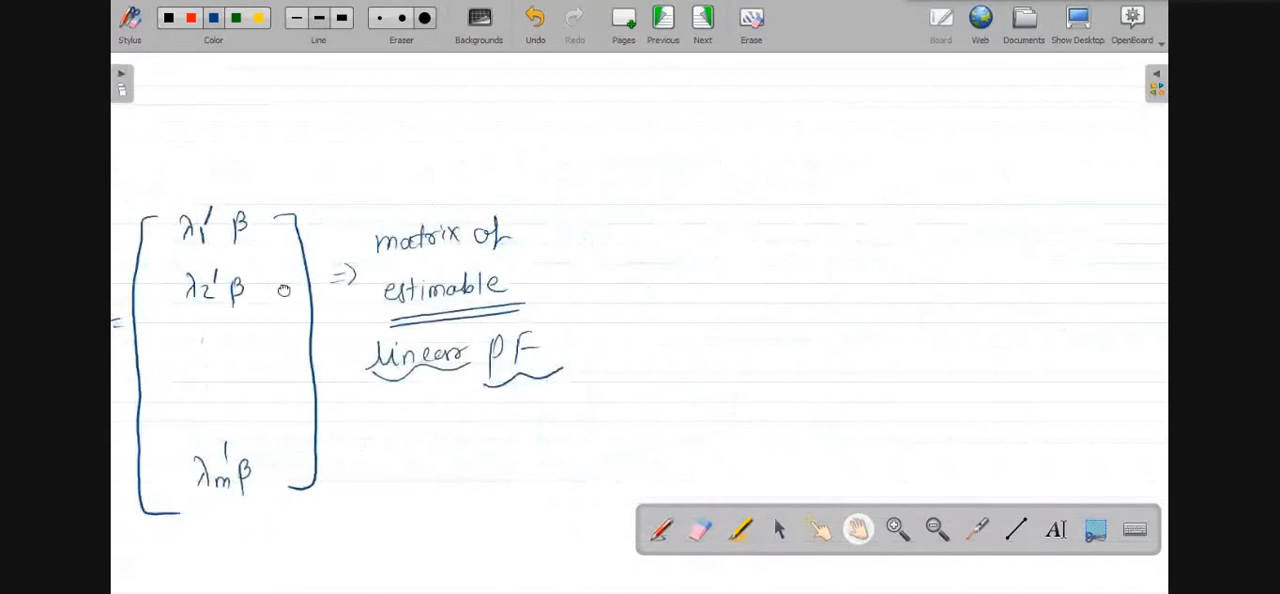 Stylus Color Line Eraser Backgrounds Undo Redo Pages Previous Next Erase Board Web Documents Show Desktop OpenBoard
= [ λ1' β
λ2' β
λm' β ]
=> matrix of
estimable
linear PF
AI